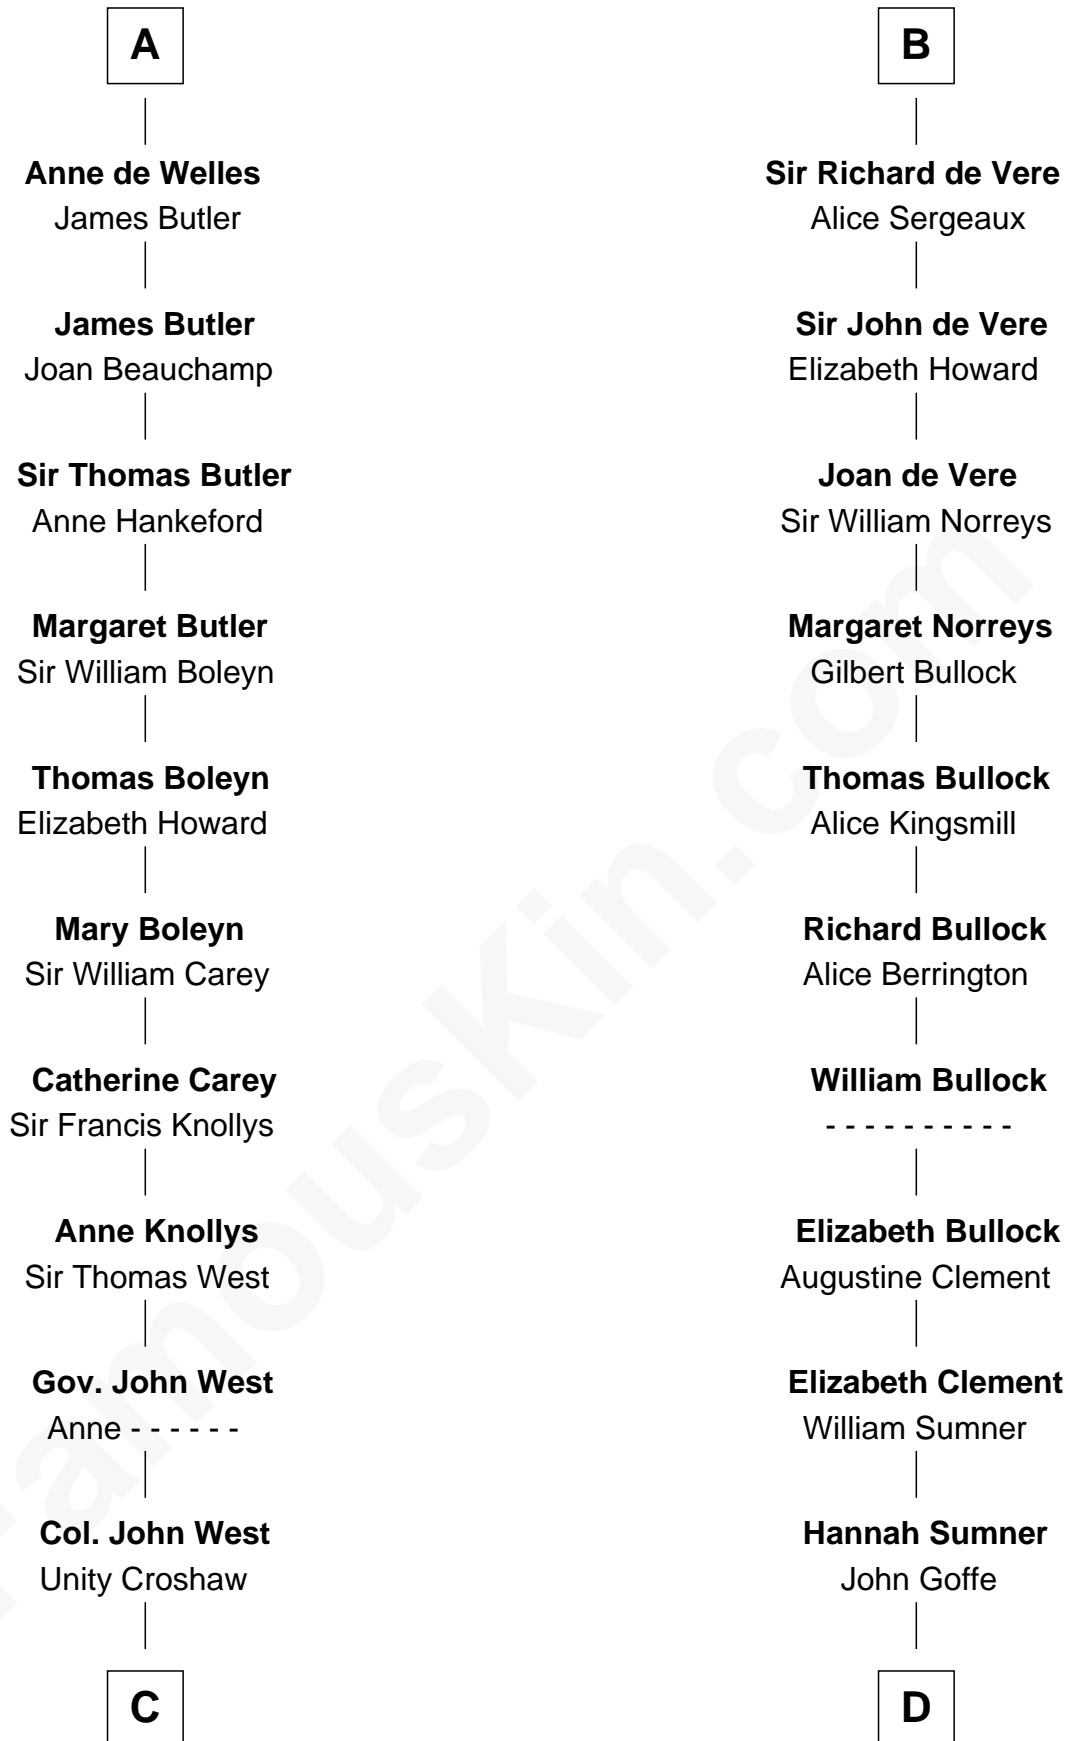 A
Anne de Welles
James Butler
James Butler
Joan Beauchamp
Sir Thomas Butler
Anne Hankeford
Margaret Butler
Sir William Boleyn
Thomas Boleyn
Elizabeth Howard
Mary Boleyn
Sir William Carey
Catherine Carey
Sir Francis Knollys
Anne Knollys
Sir Thomas West
Gov. John West
Anne - - - - - -
Col. John West
Unity Croshaw
C
B
Sir Richard de Vere
Alice Sergeaux
Sir John de Vere
Elizabeth Howard
Joan de Vere
Sir William Norreys
Margaret Norreys
Gilbert Bullock
Thomas Bullock
Alice Kingsmill
Richard Bullock
Alice Berrington
William Bullock
- - - - - - - - - -
Elizabeth Bullock
Augustine Clement
Elizabeth Clement
William Sumner
Hannah Sumner
John Goffe
D
FamousKin.com